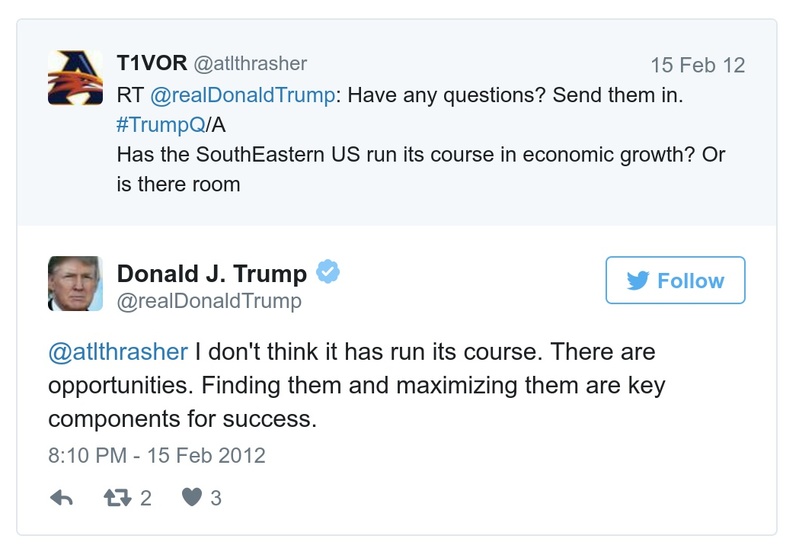 T1VOR @atlthrasher 15 Feb 12
RT @realDonaldTrump: Have any questions? Send them in.
#TrumpQ/A
Has the SouthEastern US run its course in economic growth? Or
is there room
Donald J. Trump
@realDonaldTrump
Follow
@atlthrasher I don't think it has run its course. There are
opportunities. Finding them and maximizing them are key
components for success.
8:10 PM - 15 Feb 2012
2 3